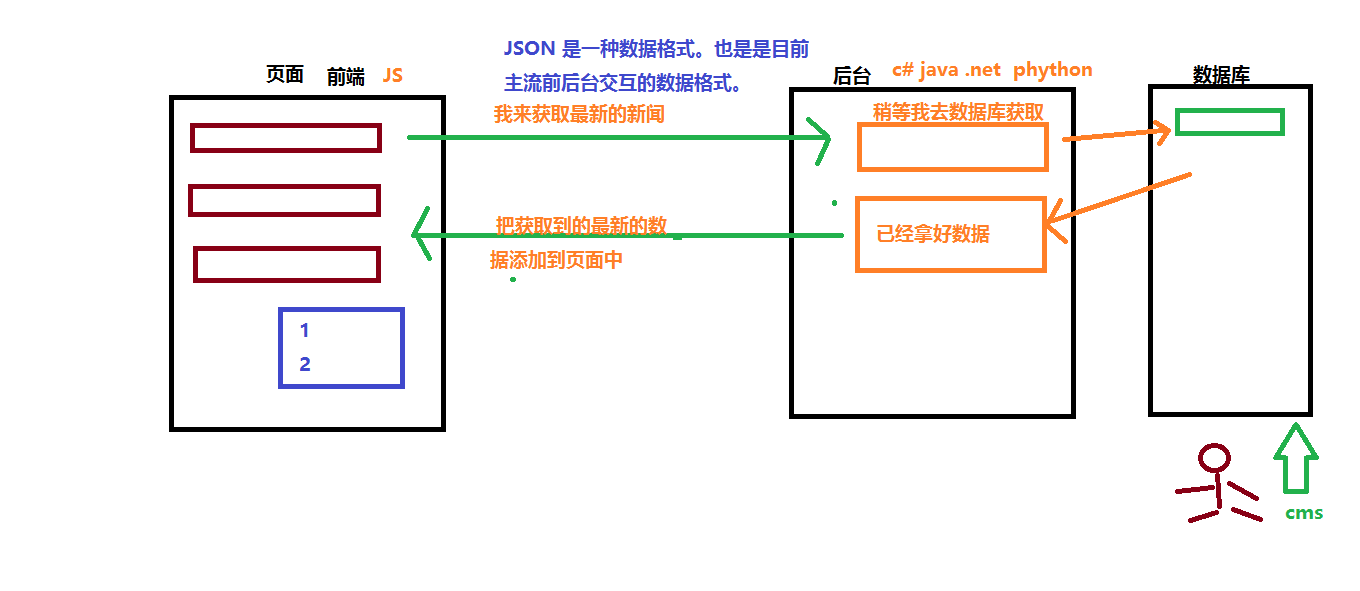 JSON 是一种数据格式。也是是目前
主流前后台交互的数据格式。
页面 前端 JS
后台 c# java .net phython
数据库
我来获取最新的新闻
稍等我去数据库获取
把获取到的最新的数
据添加到页面中
已经拿好数据
1
2
cms